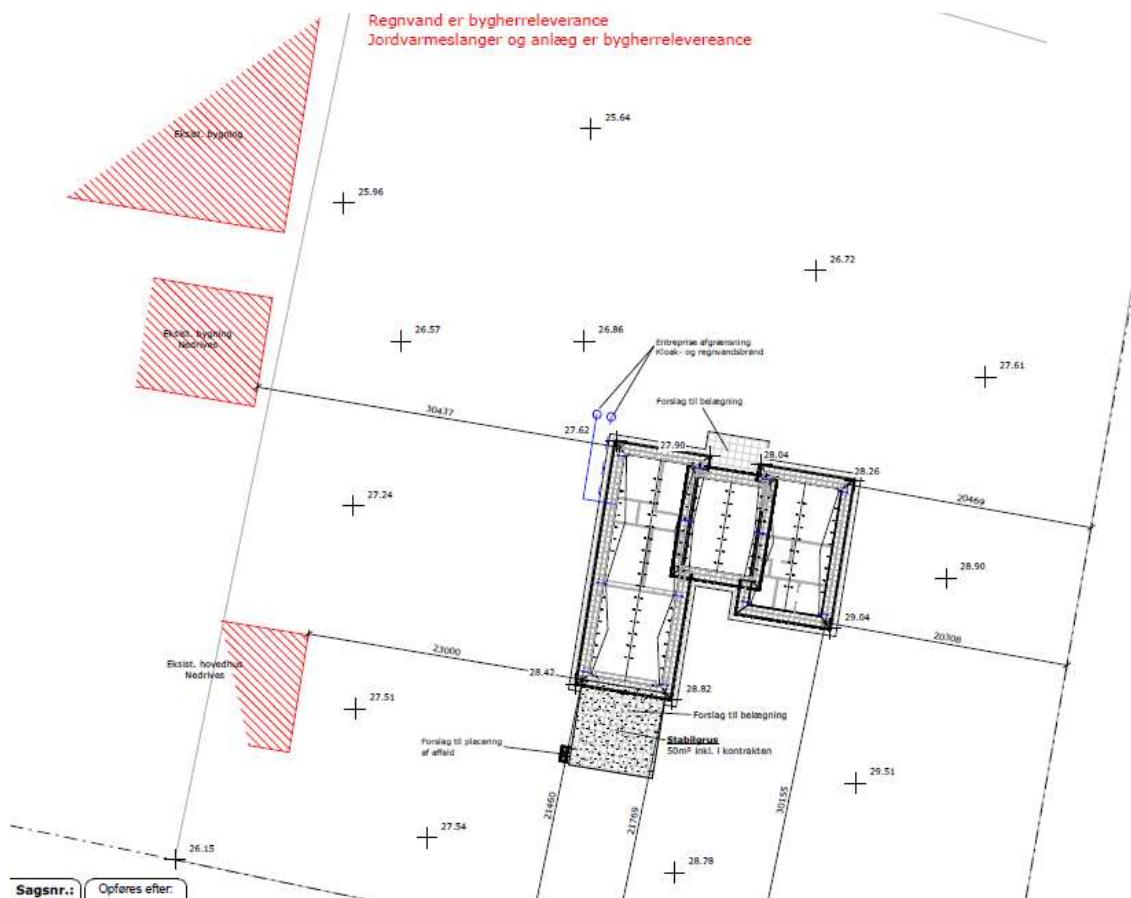 Regnvand er bygherreleverance
Jordvarmeslanger og anlæg er bygherrelevereance
25.64
Eksist. bygning
25.96
26.72
Eksist. bygning
Nedrives
26.57
26.86
Entreprise afgrænsning
Kloak- og regnvandsbrønd
27.61
Forslag til belægning
30437
27.62
27.90
28.04
28.26
27.24
20469
28.90
29.04
20308
Eksist. hovedhus
Nedrives
23000
28.42
28.82
27.51
Forslag til belægning
Forslag til placering
af affald
Stabilgrus
50m² inkl. i kontrakten
29.51
21460
21769
30155
27.54
26.15
28.78
Sagsnr.:
Opføres efter: